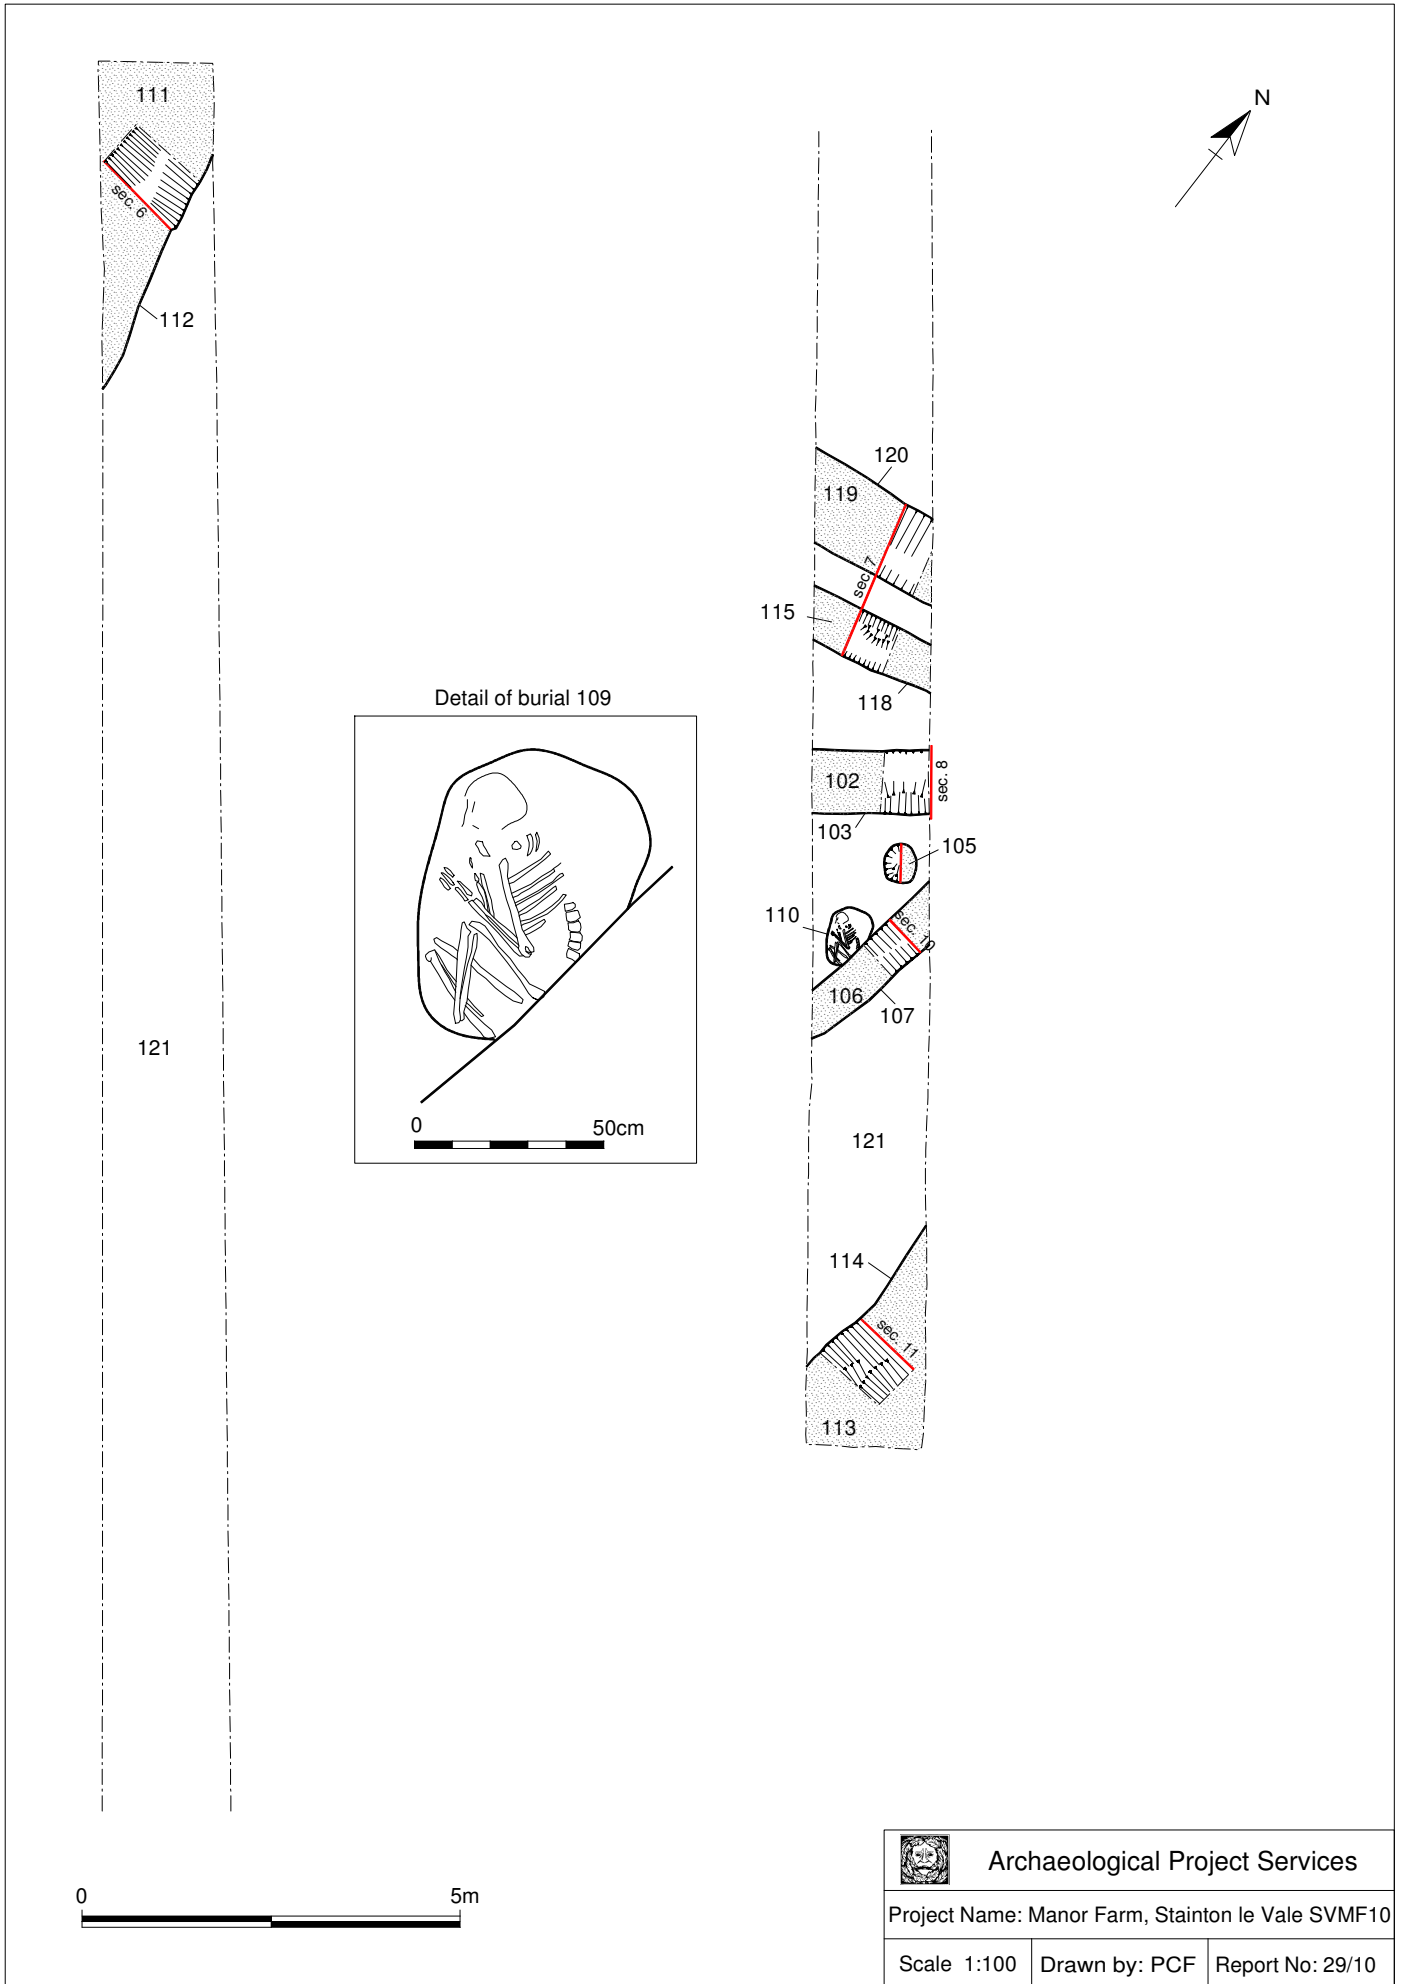 111
N
sec. 6
112
120
119
sec. 7
115
118
Detail of burial 109
102
sec. 8
103
105
110
sec. 10
106
107
0 50cm
121
121
114
sec. 11
113
0 5m
Archaeological Project Services
Project Name: Manor Farm, Stainton le Vale SVMF10
Scale 1:100 Drawn by: PCF Report No: 29/10